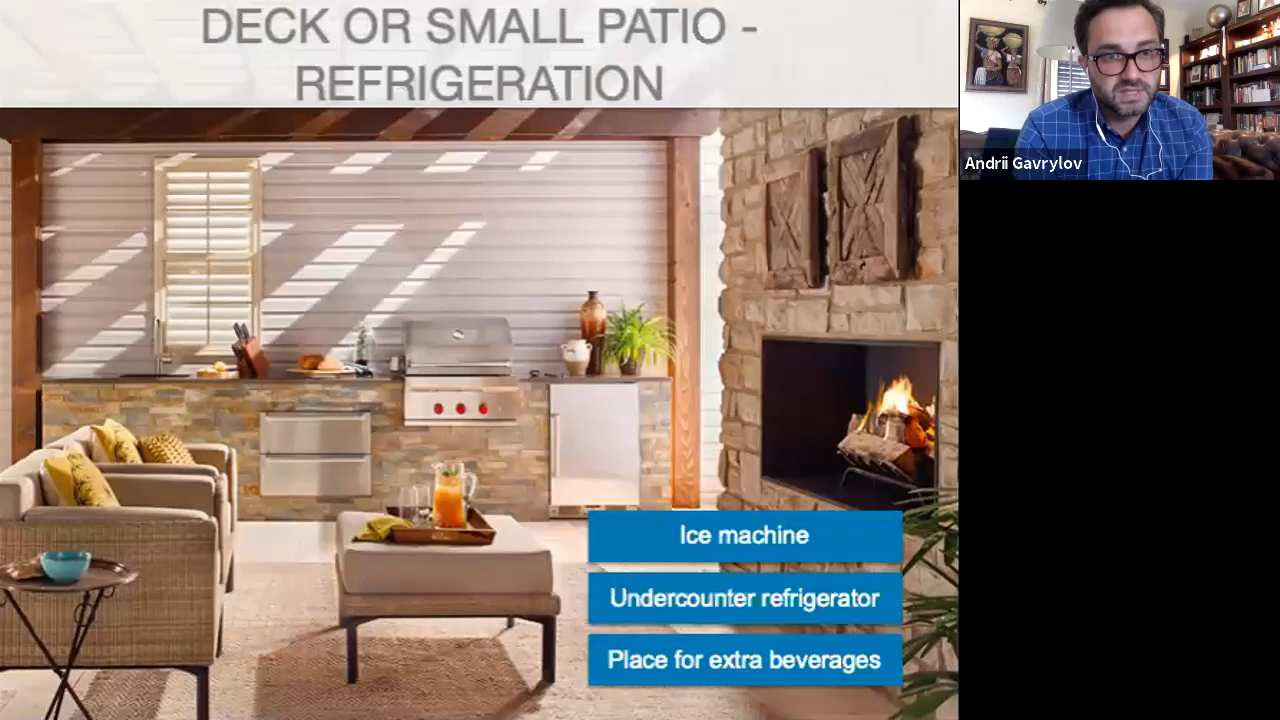 DECK OR SMALL PATIO -
REFRIGERATION
Andrii Gavrylov
Ice machine
Undercounter refrigerator
Place for extra beverages